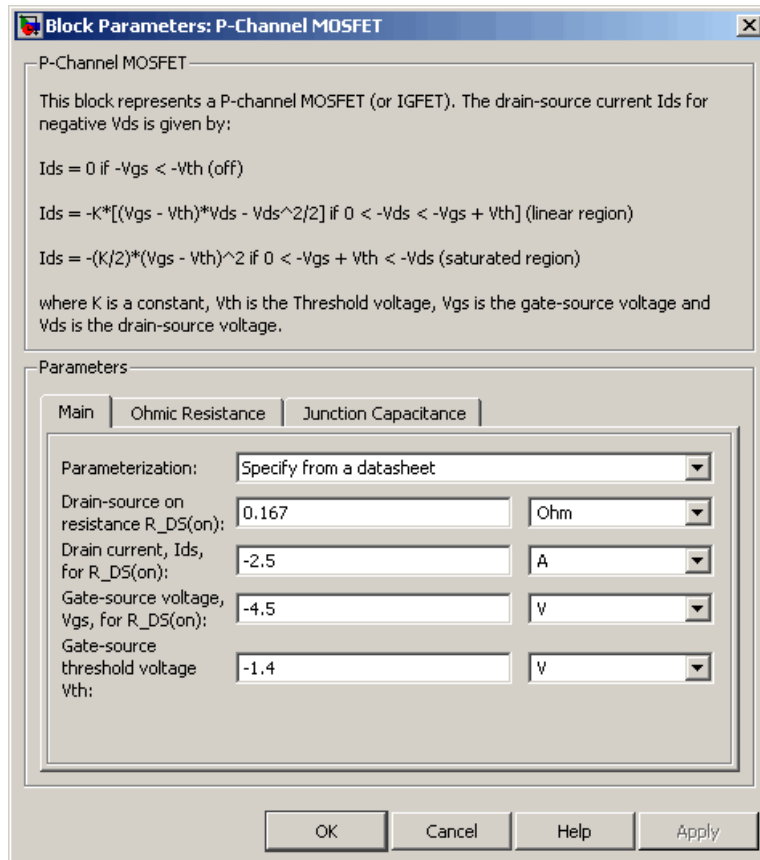 Block Parameters: P-Channel MOSFET
P-Channel MOSFET
This block represents a P-channel MOSFET (or IGFET). The drain-source current Ids for
negative Vds is given by:
Ids = 0 if -Vgs < -Vth (off)
Ids = -K*[(Vgs - Vth)*Vds - Vds^2/2] if 0 < -Vds < -Vgs + Vth] (linear region)
Ids = -(K/2)*(Vgs - Vth)^2 if 0 < -Vgs + Vth < -Vds (saturated region)
where K is a constant, Vth is the Threshold voltage, Vgs is the gate-source voltage and
Vds is the drain-source voltage.
Parameters
Main Ohmic Resistance Junction Capacitance
Parameterization: Specify from a datasheet
Drain-source on
resistance R_DS(on): 0.167 Ohm
Drain current, Ids,
for R_DS(on): -2.5 A
Gate-source voltage,
Vgs, for R_DS(on): -4.5 V
Gate-source
threshold voltage -1.4 V
Vth:
OK Cancel Help Apply